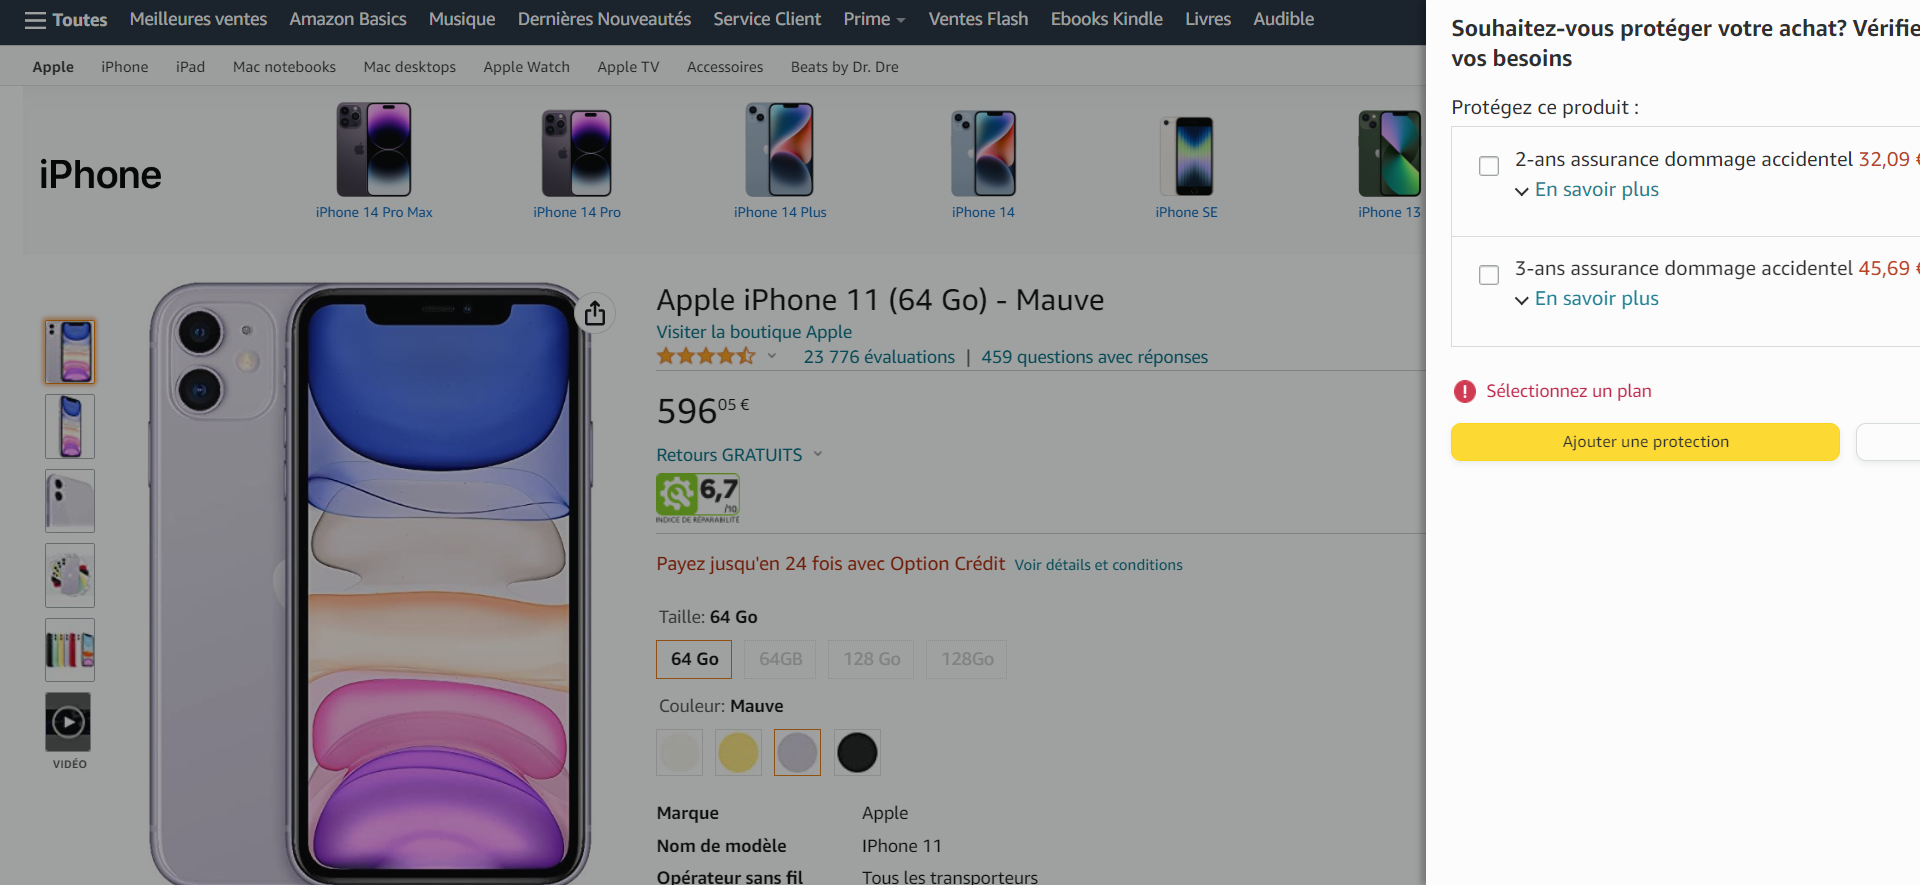 Toutes Meilleures ventes Amazon Basics Musique Dernières Nouveautés Service Client Prime Ventes Flash Ebooks Kindle Livres Audible
Apple iPhone iPad Mac notebooks Mac desktops Apple Watch Apple TV Accessoires Beats by Dr. Dre
iPhone
iPhone 14 Pro Max iPhone 14 Pro iPhone 14 Plus iPhone 14 iPhone SE iPhone 13
VIDÉO
Apple iPhone 11 (64 Go) - Mauve
Visiter la boutique Apple
23 776 évaluations | 459 questions avec réponses
596 05 €
Retours GRATUITS
6,7 /10
INDICE DE RÉPARABILITÉ
Payez jusqu'en 24 fois avec Option Crédit Voir détails et conditions
Taille: 64 Go
64 Go 64GB 128 Go 128Go
Couleur: Mauve
Marque Apple
Nom de modèle IPhone 11
Opérateur sans fil Tous les transporteurs
Souhaitez-vous protéger votre achat? Vérifie
vos besoins
Protégez ce produit :
2-ans assurance dommage accidentel 32,09 €
En savoir plus
3-ans assurance dommage accidentel 45,69 €
En savoir plus
Sélectionnez un plan
Ajouter une protection